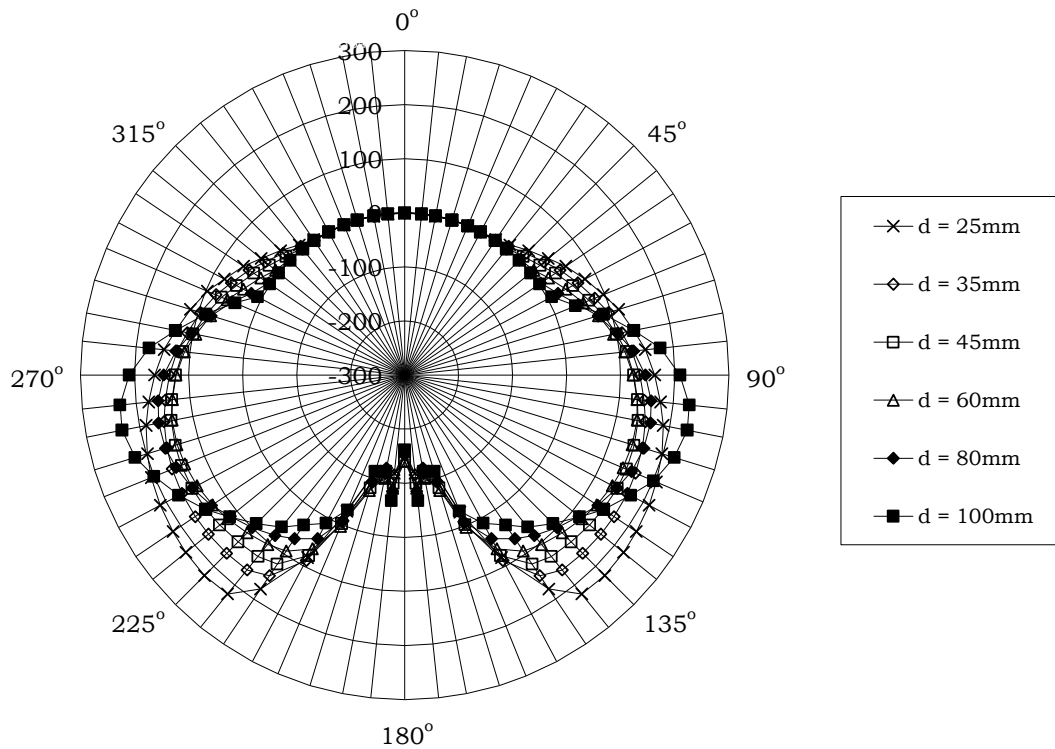 0°
300
200
100
0
-100
-200
-300
45°
90°
135°
180°
225°
270°
315°
d = 25mm
d = 35mm
d = 45mm
d = 60mm
d = 80mm
d = 100mm